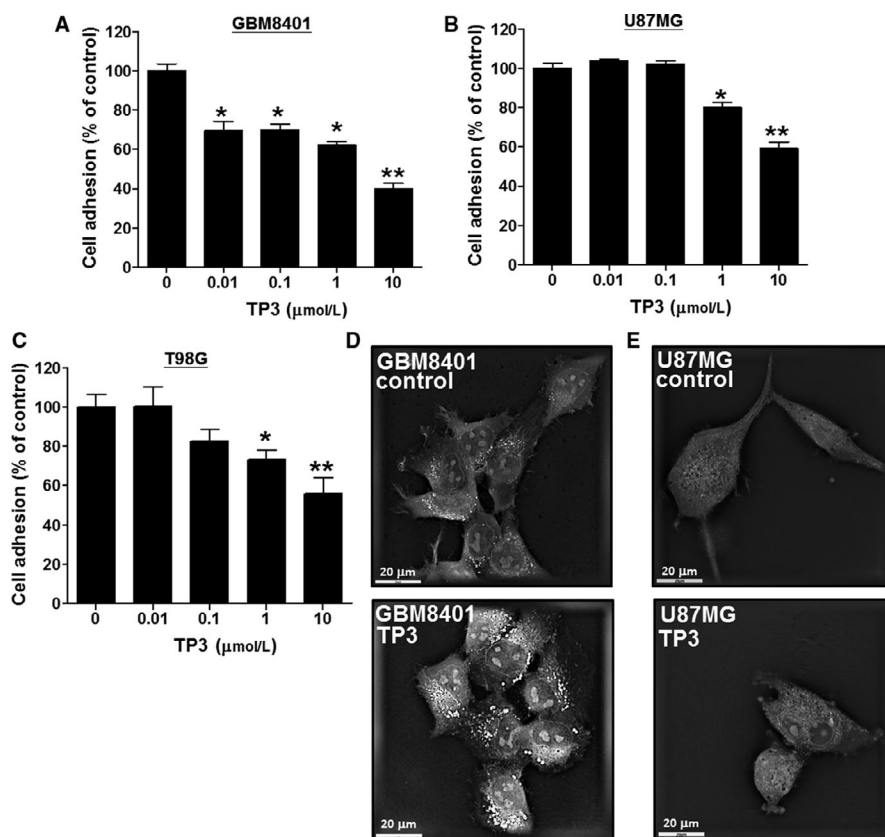 A
GBM8401
Cell adhesion (% of control)
120
100
80
60
40
20
0
*
*
*
**
0 0.01 0.1 1 10
TP3 (μmol/L)
B
U87MG
Cell adhesion (% of control)
120
100
80
60
40
20
0
*
**
0 0.01 0.1 1 10
TP3 (μmol/L)
C
T98G
Cell adhesion (% of control)
120
100
80
60
40
20
0
*
**
0 0.01 0.1 1 10
TP3 (μmol/L)
D
GBM8401
control
20 μm
GBM8401
TP3
20 μm
E
U87MG
control
20 μm
U87MG
TP3
20 μm